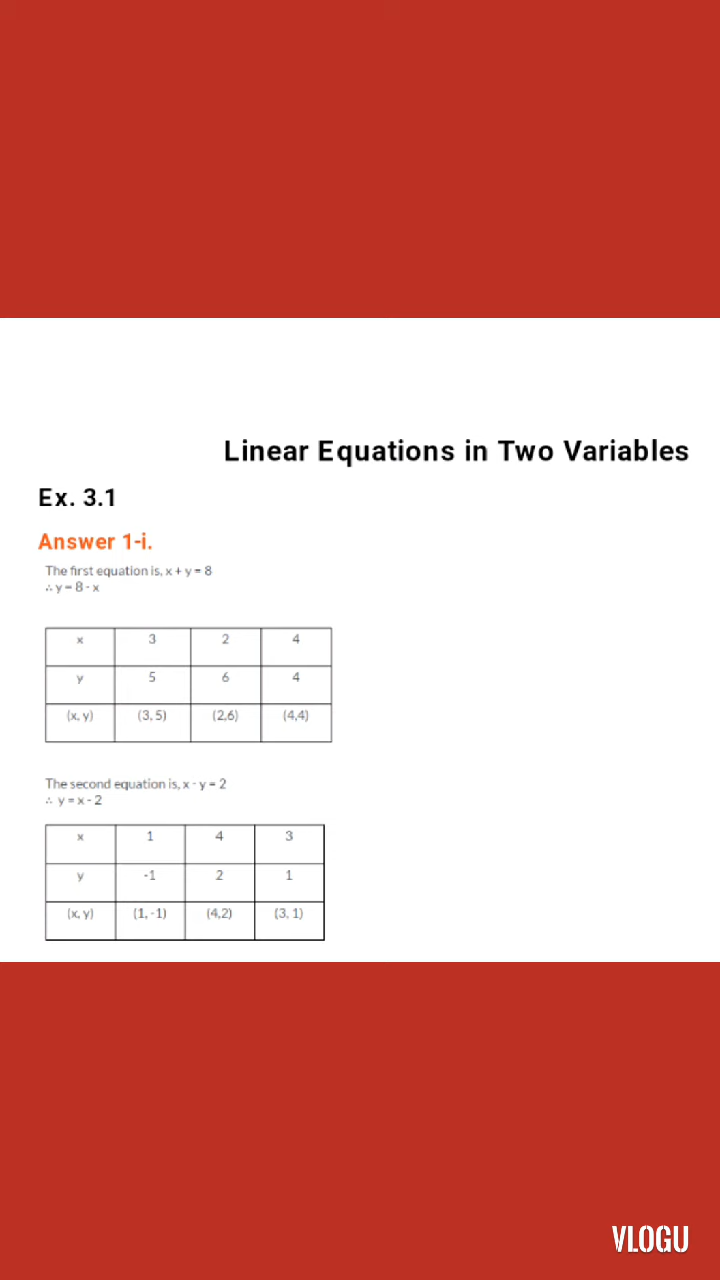 Linear Equations in Two Variables
Ex. 3.1
Answer 1-i.
The first equation is, x + y = 8
∴ y = 8 - x
x 3 2 4
y 5 6 4
(x, y) (3, 5) (2,6) (4,4)
The second equation is, x - y = 2
∴ y = x - 2
x 1 4 3
y -1 2 1
(x, y) (1, -1) (4,2) (3, 1)
VLOGU